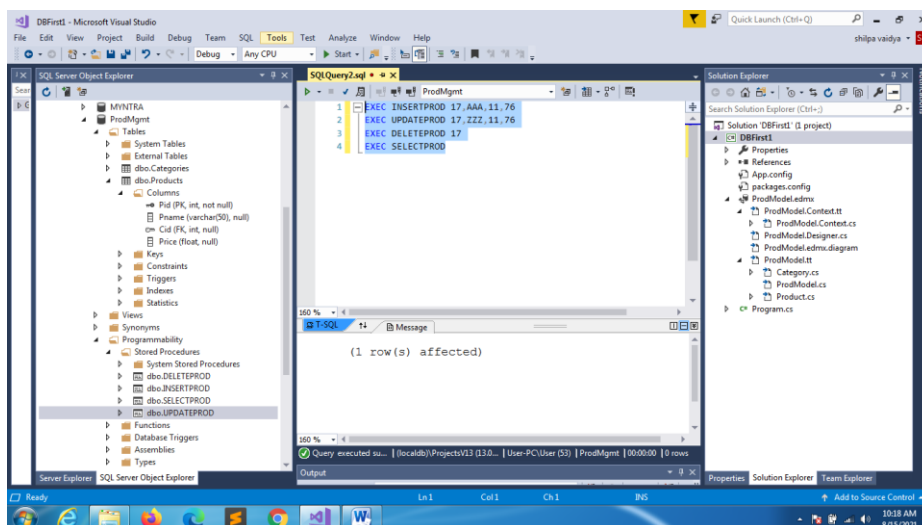 DBFirst1 - Microsoft Visual Studio
Quick Launch (Ctrl+Q)
File Edit View Project Build Debug Team SQL Tools Test Analyze Window Help
shilpa vaidya
Debug Any CPU Start
SQL Server Object Explorer
MYNTRA
ProdMgmt
Tables
System Tables
External Tables
dbo.Categories
dbo.Products
Columns
Pid (PK, int, not null)
Pname (varchar(50), null)
Cid (FK, int, null)
Price (float, null)
Keys
Constraints
Triggers
Indexes
Statistics
Views
Synonyms
Programmability
Stored Procedures
System Stored Procedures
dbo.DELETEPROD
dbo.INSERTPROD
dbo.SELECTPROD
dbo.UPDATEPROD
Functions
Database Triggers
Assemblies
Types
Server Explorer SQL Server Object Explorer
SQLQuery2.sql
ProdMgmt
1 EXEC INSERTPROD 17,AAA,11,76
2 EXEC UPDATEPROD 17,ZZZ,11,76
3 EXEC DELETEPROD 17
4 EXEC SELECTPROD
160 %
T-SQL Message
(1 row(s) affected)
160 %
Query executed su... | (localdb)\ProjectsV13 (13.0... | User-PC\User (53) | ProdMgmt | 00:00:00 | 0 rows
Output
Solution Explorer
Search Solution Explorer (Ctrl+;)
Solution 'DBFirst1' (1 project)
DBFirst1
Properties
References
App.config
packages.config
ProdModel.edmx
ProdModel.Context.tt
ProdModel.Context.cs
ProdModel.Designer.cs
ProdModel.edmx.diagram
ProdModel.tt
Category.cs
ProdModel.cs
Product.cs
Program.cs
Properties Solution Explorer Team Explorer
Ready Ln 1 Col 1 Ch 1 INS Add to Source Control
10:18 AM